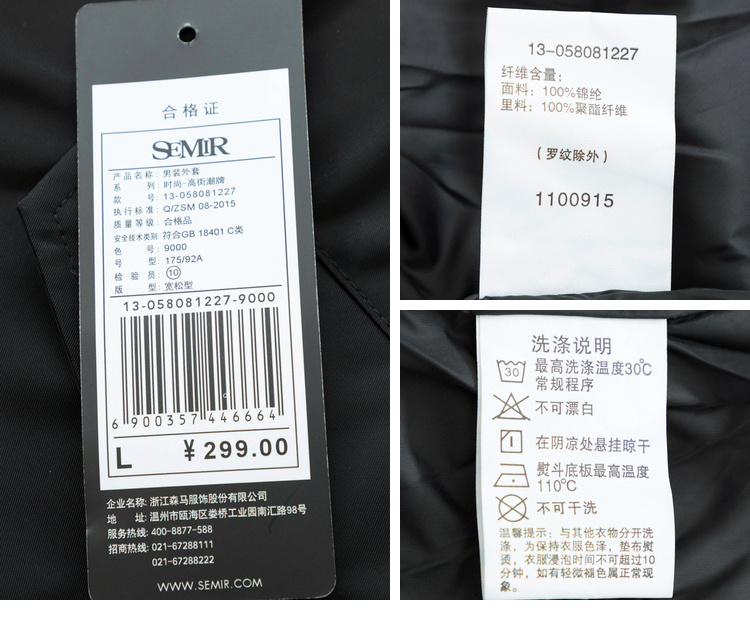 合格证
SEMIR
产品名称: 男装外套
系 列: 时尚-高街潮牌
款 号: 13-058081227
执行标准: Q/ZSM 08-2015
质量等级: 合格品
安全技术类别: 符合GB 18401 C类
色 号: 9000
号 型: 175/92A
检 验 员: ⑩
版 型: 宽松型
13-058081227-9000
6 900357 446664
L ¥299.00
企业名称: 浙江森马服饰股份有限公司
地 址: 温州市瓯海区娄桥工业园南汇路98号
服务热线: 400-8877-588
招商热线: 021-67288111
021-67288222
WWW.SEMIR.COM
13-058081227
纤维含量:
面料: 100%锦纶
里料: 100%聚酯纤维
(罗纹除外)
1100915
洗涤说明
30 最高洗涤温度30℃
常规程序
不可漂白
在阴凉处悬挂晾干
熨斗底板最高温度
110℃
不可干洗
温馨提示: 与其他衣物分开洗
涤, 为保持衣服色泽, 垫布熨
烫, 衣服浸泡时间不可超过10
分钟, 如有轻微褪色属正常现
象。